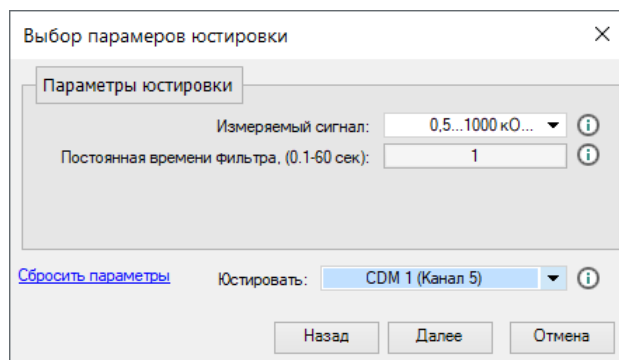 Выбор парамеров юстировки
Параметры юстировки
Измеряемый сигнал: 0,5...1000 кО...
Постоянная времени фильтра, (0.1-60 сек): 1
Сбросить параметры Юстировать: CDM 1 (Канал 5)
Назад Далее Отмена